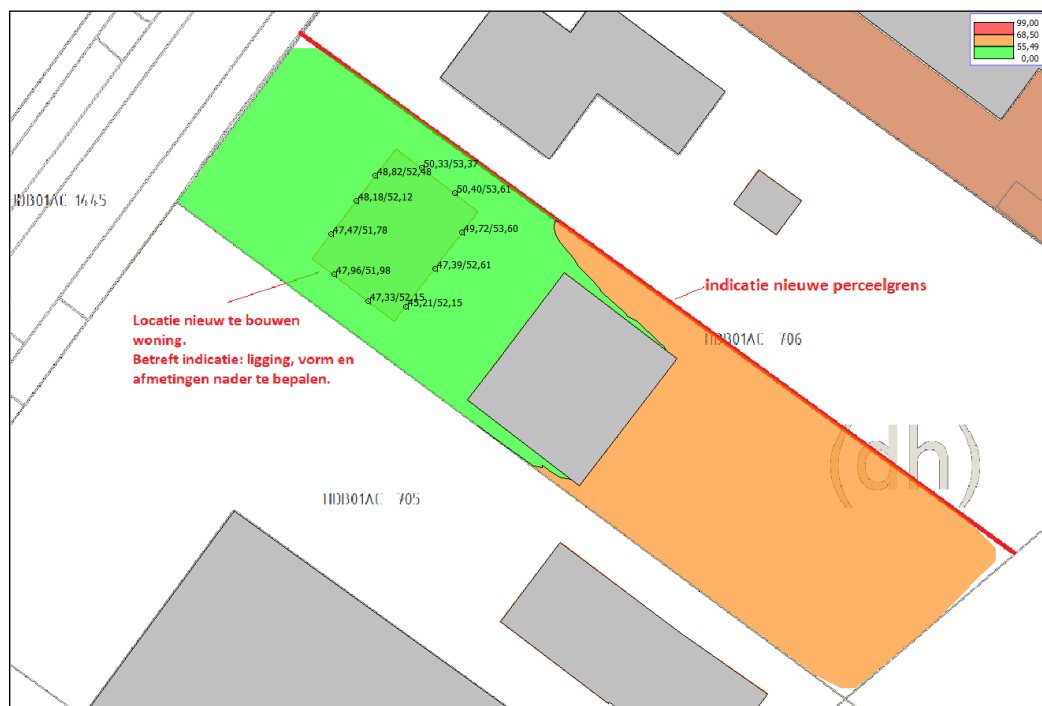 99,00
68,50
55,49
0,00
50,33/53,37
48,82/52,48
50,40/53,61
48,18/52,12
47,47/51,78
49,72/53,60
47,96/51,98
47,39/52,61
47,33/52,15
45,21/52,15
HDB01AC 1445
indicatie nieuwe perceelgrens
Locatie nieuw te bouwen
woning.
Betreft indicatie: ligging, vorm en
afmetingen nader te bepalen.
HDB01AC 706
(dh)
HDB01AC 705